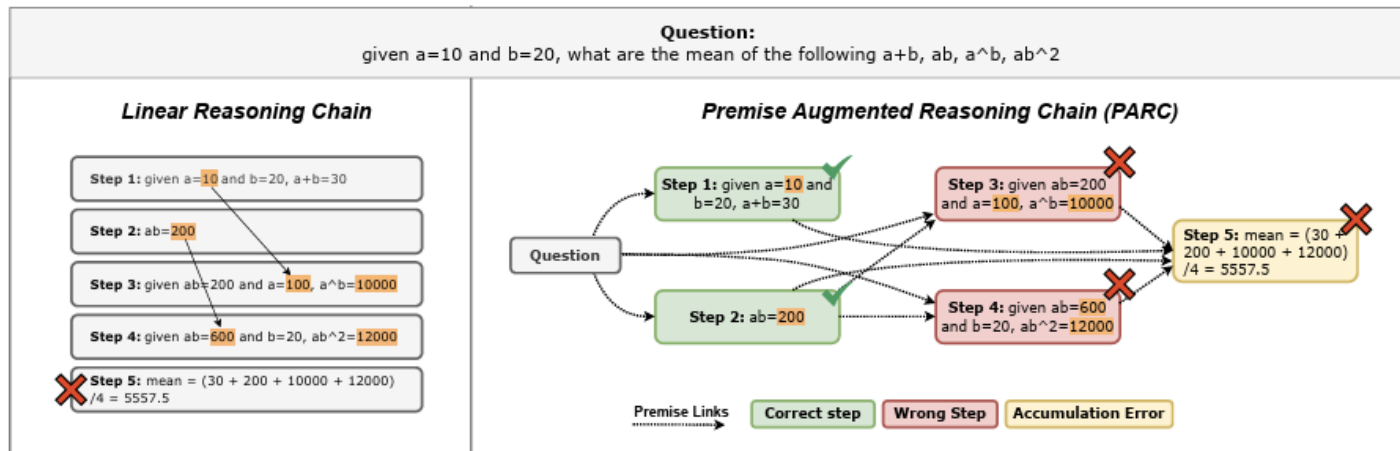 Question:
given a=10 and b=20, what are the mean of the following a+b, ab, a^b, ab^2
Linear Reasoning Chain
Step 1: given a=10 and b=20, a+b=30
Step 2: ab=200
Step 3: given ab=200 and a=100, a^b=10000
Step 4: given ab=600 and b=20, ab^2=12000
Step 5: mean = (30 + 200 + 10000 + 12000)
/4 = 5557.5
Premise Augmented Reasoning Chain (PARC)
Question
Step 1: given a=10 and
b=20, a+b=30
Step 2: ab=200
Step 3: given ab=200
and a=100, a^b=10000
Step 4: given ab=600
and b=20, ab^2=12000
Step 5: mean = (30 +
200 + 10000 + 12000)
/4 = 5557.5
Premise Links
Correct step
Wrong Step
Accumulation Error